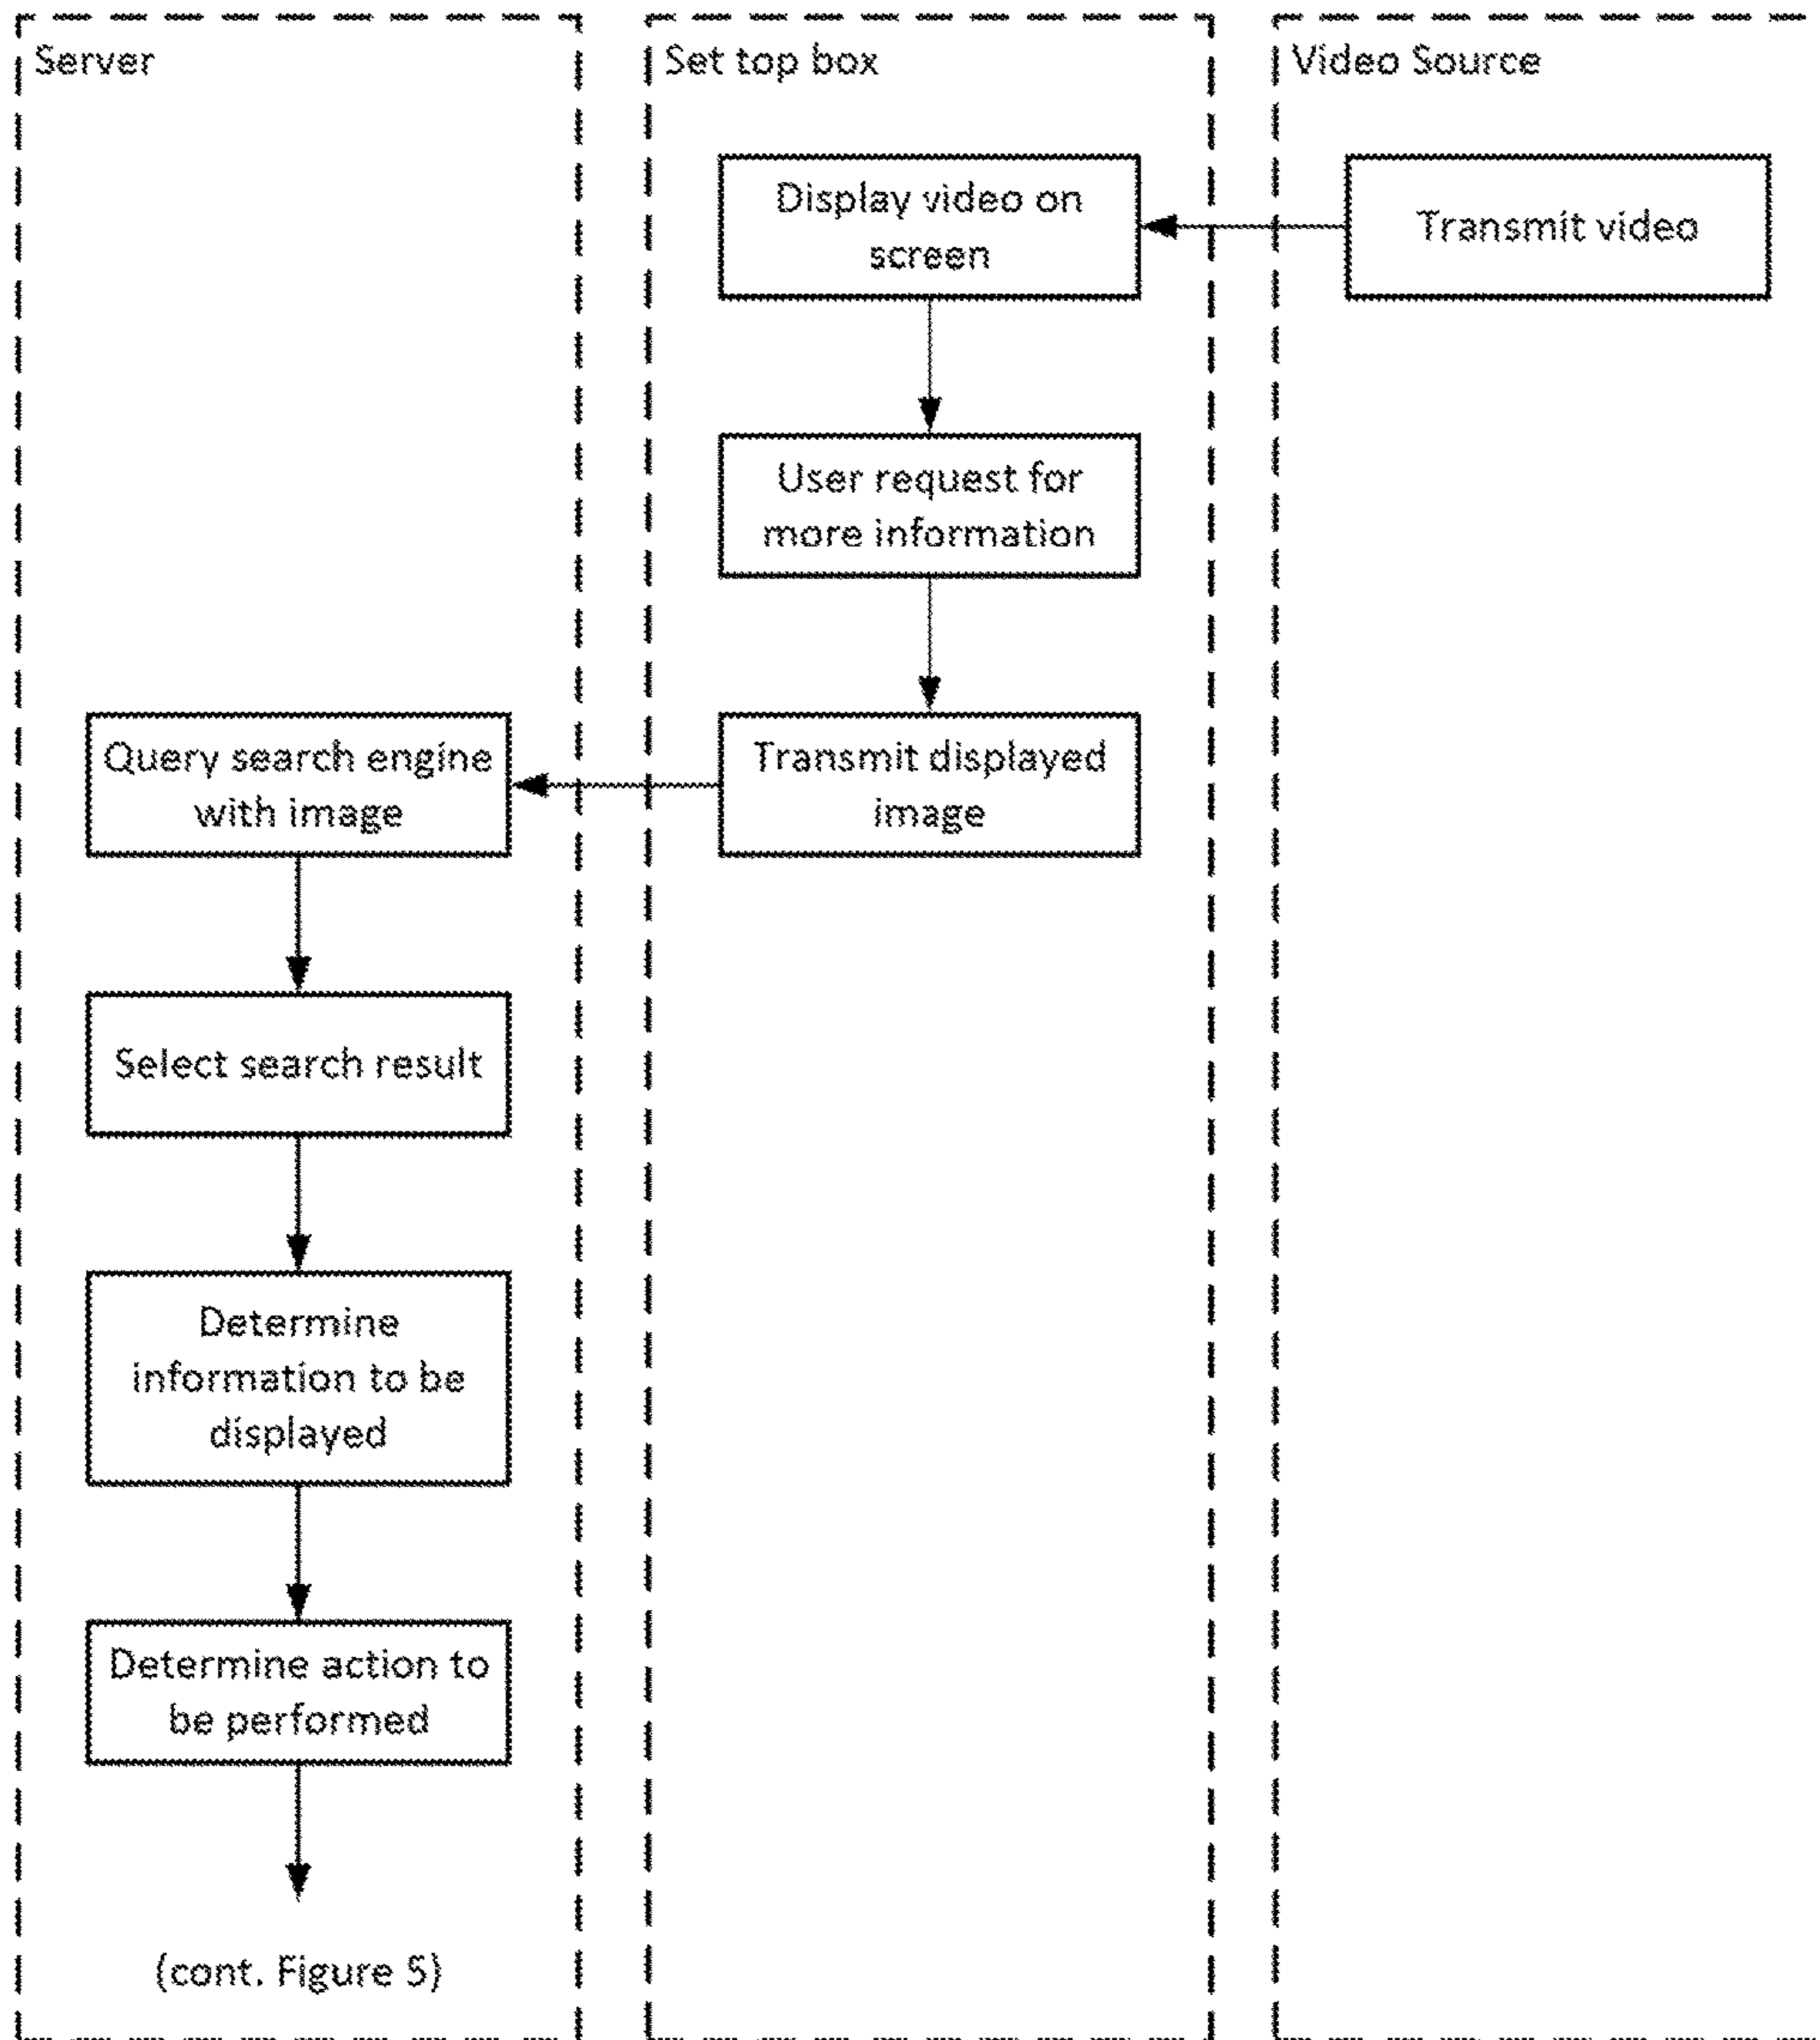 Server
Set top box
Video Source
Display video on
screen
Transmit video
User request for
more information
Query search engine
with image
Transmit displayed
image
Select search result
Determine
information to be
displayed
Determine action to
be performed
(cont. Figure 5)